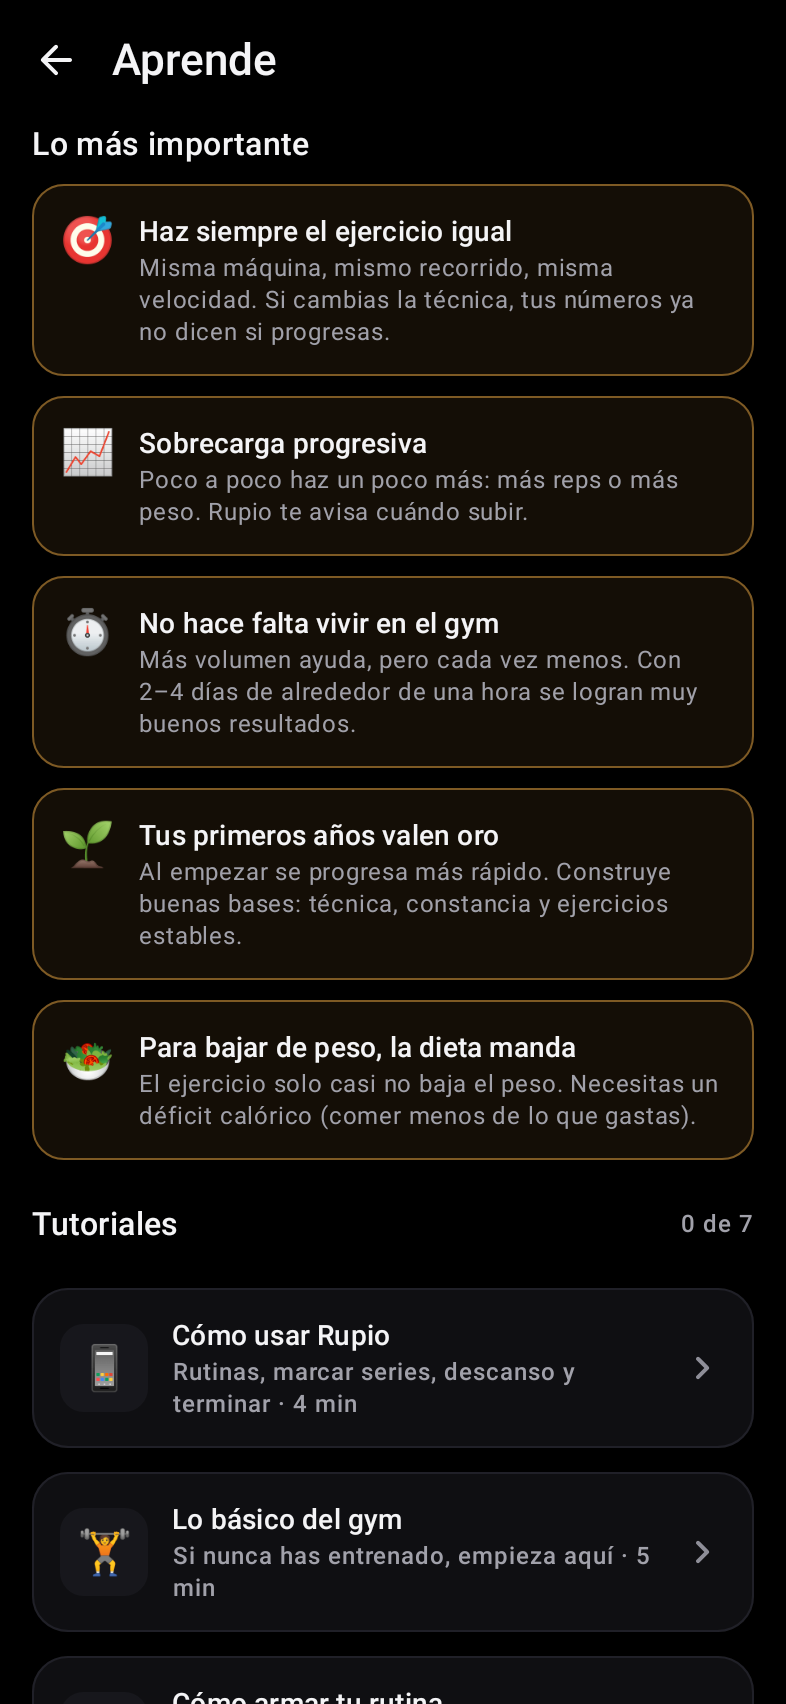 Aprende
Lo más importante
Haz siempre el ejercicio igual
Misma máquina, mismo recorrido, misma
velocidad. Si cambias la técnica, tus números ya
no dicen si progresas.
Sobrecarga progresiva
Poco a poco haz un poco más: más reps o más
peso. Rupio te avisa cuándo subir.
No hace falta vivir en el gym
Más volumen ayuda, pero cada vez menos. Con
2–4 días de alrededor de una hora se logran muy
buenos resultados.
Tus primeros años valen oro
Al empezar se progresa más rápido. Construye
buenas bases: técnica, constancia y ejercicios
estables.
Para bajar de peso, la dieta manda
El ejercicio solo casi no baja el peso. Necesitas un
déficit calórico (comer menos de lo que gastas).
Tutoriales
0 de 7
Cómo usar Rupio
Rutinas, marcar series, descanso y
terminar · 4 min
Lo básico del gym
Si nunca has entrenado, empieza aquí · 5
min
Cómo armar tu rutina